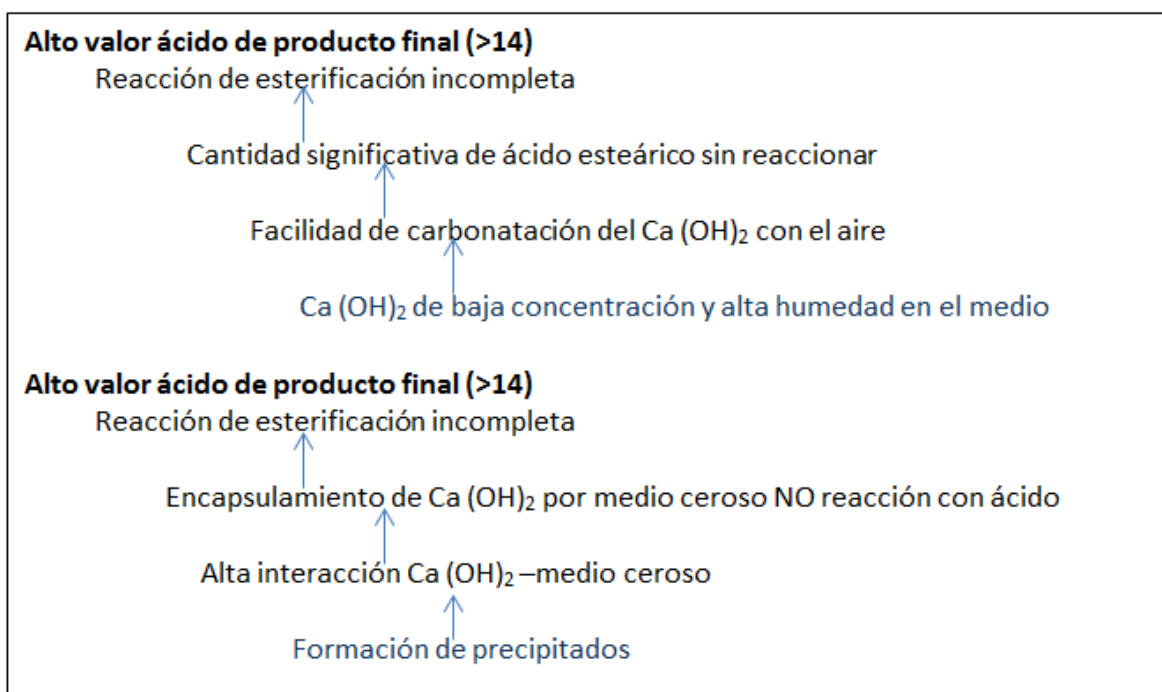 Alto valor ácido de producto final (>14)
Reacción de esterificación incompleta
Cantidad significativa de ácido esteárico sin reaccionar
Facilidad de carbonatación del Ca (OH)₂ con el aire
Ca (OH)₂ de baja concentración y alta humedad en el medio
Alto valor ácido de producto final (>14)
Reacción de esterificación incompleta
Encapsulamiento de Ca (OH)₂ por medio ceroso NO reacción con ácido
Alta interacción Ca (OH)₂ –medio ceroso
Formación de precipitados